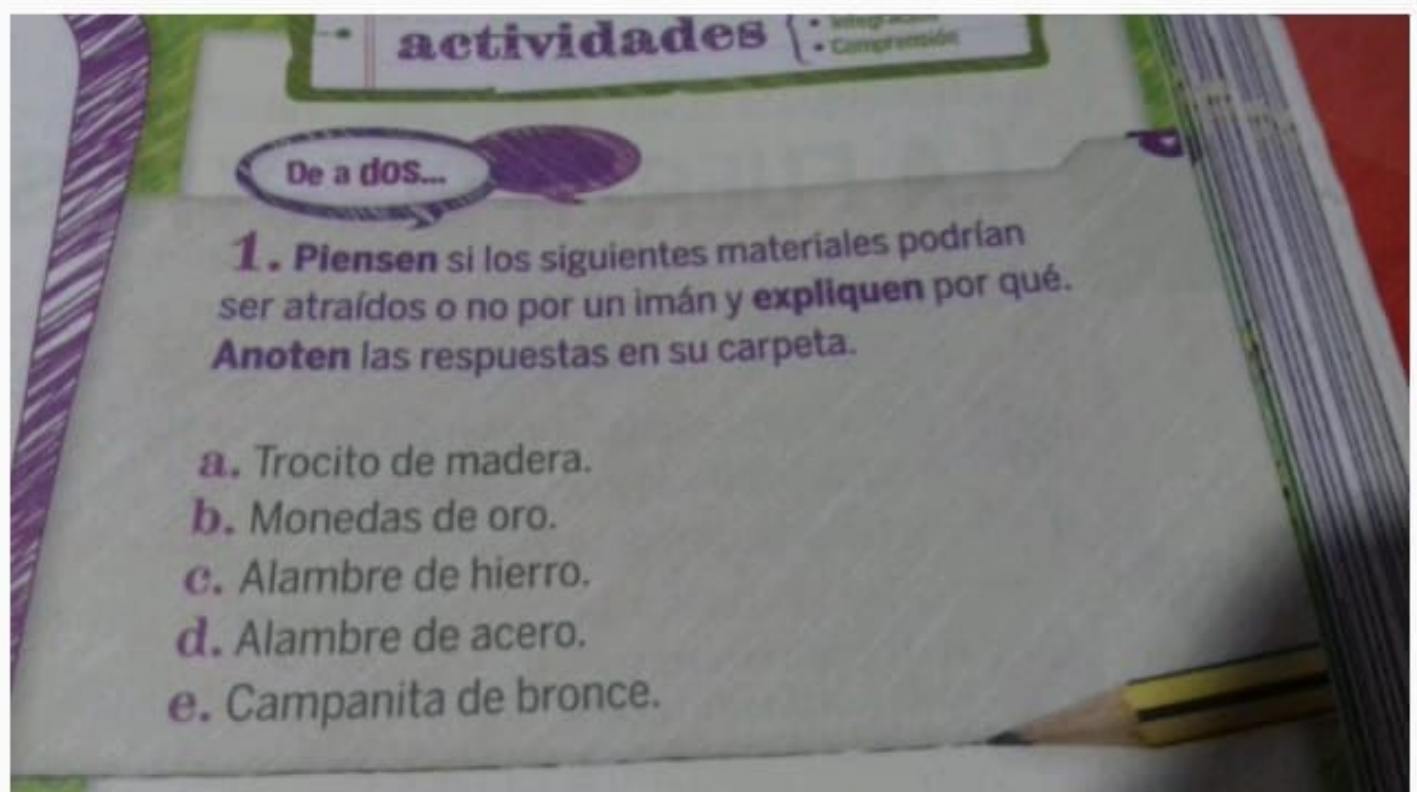 actividades
• Comprensión
De a dos...
1. Piensen si los siguientes materiales podrían
ser atraídos o no por un imán y expliquen por qué.
Anoten las respuestas en su carpeta.
a. Trocito de madera.
b. Monedas de oro.
c. Alambre de hierro.
d. Alambre de acero.
e. Campanita de bronce.